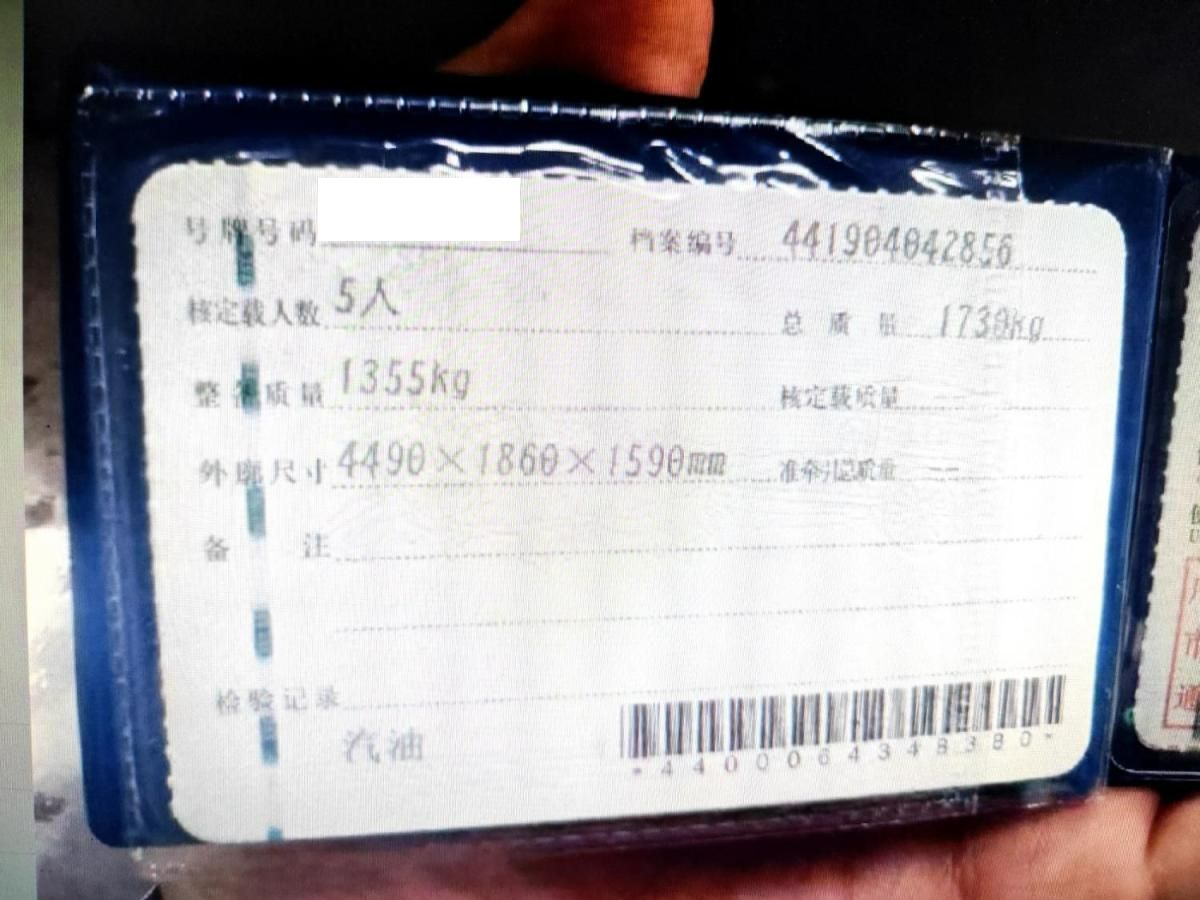 号牌号码 档案编号 441904042856
核定载人数 5人 总质量 1730kg
整备质量 1355kg 核定载质量 --
外廓尺寸 4490×1860×1590mm 准牵引总质量 --
备注
检验记录
汽油
*4400064348380*